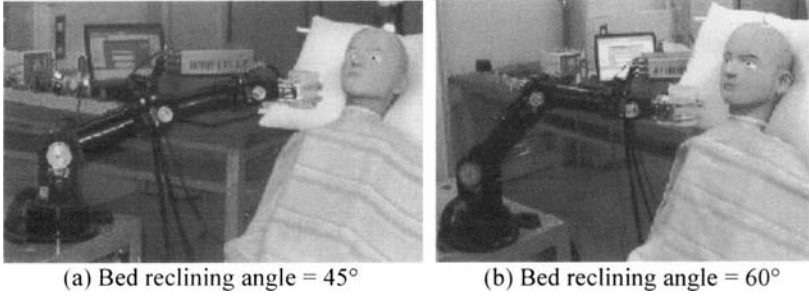 (a) Bed reclining angle = 45°
(b) Bed reclining angle = 60°